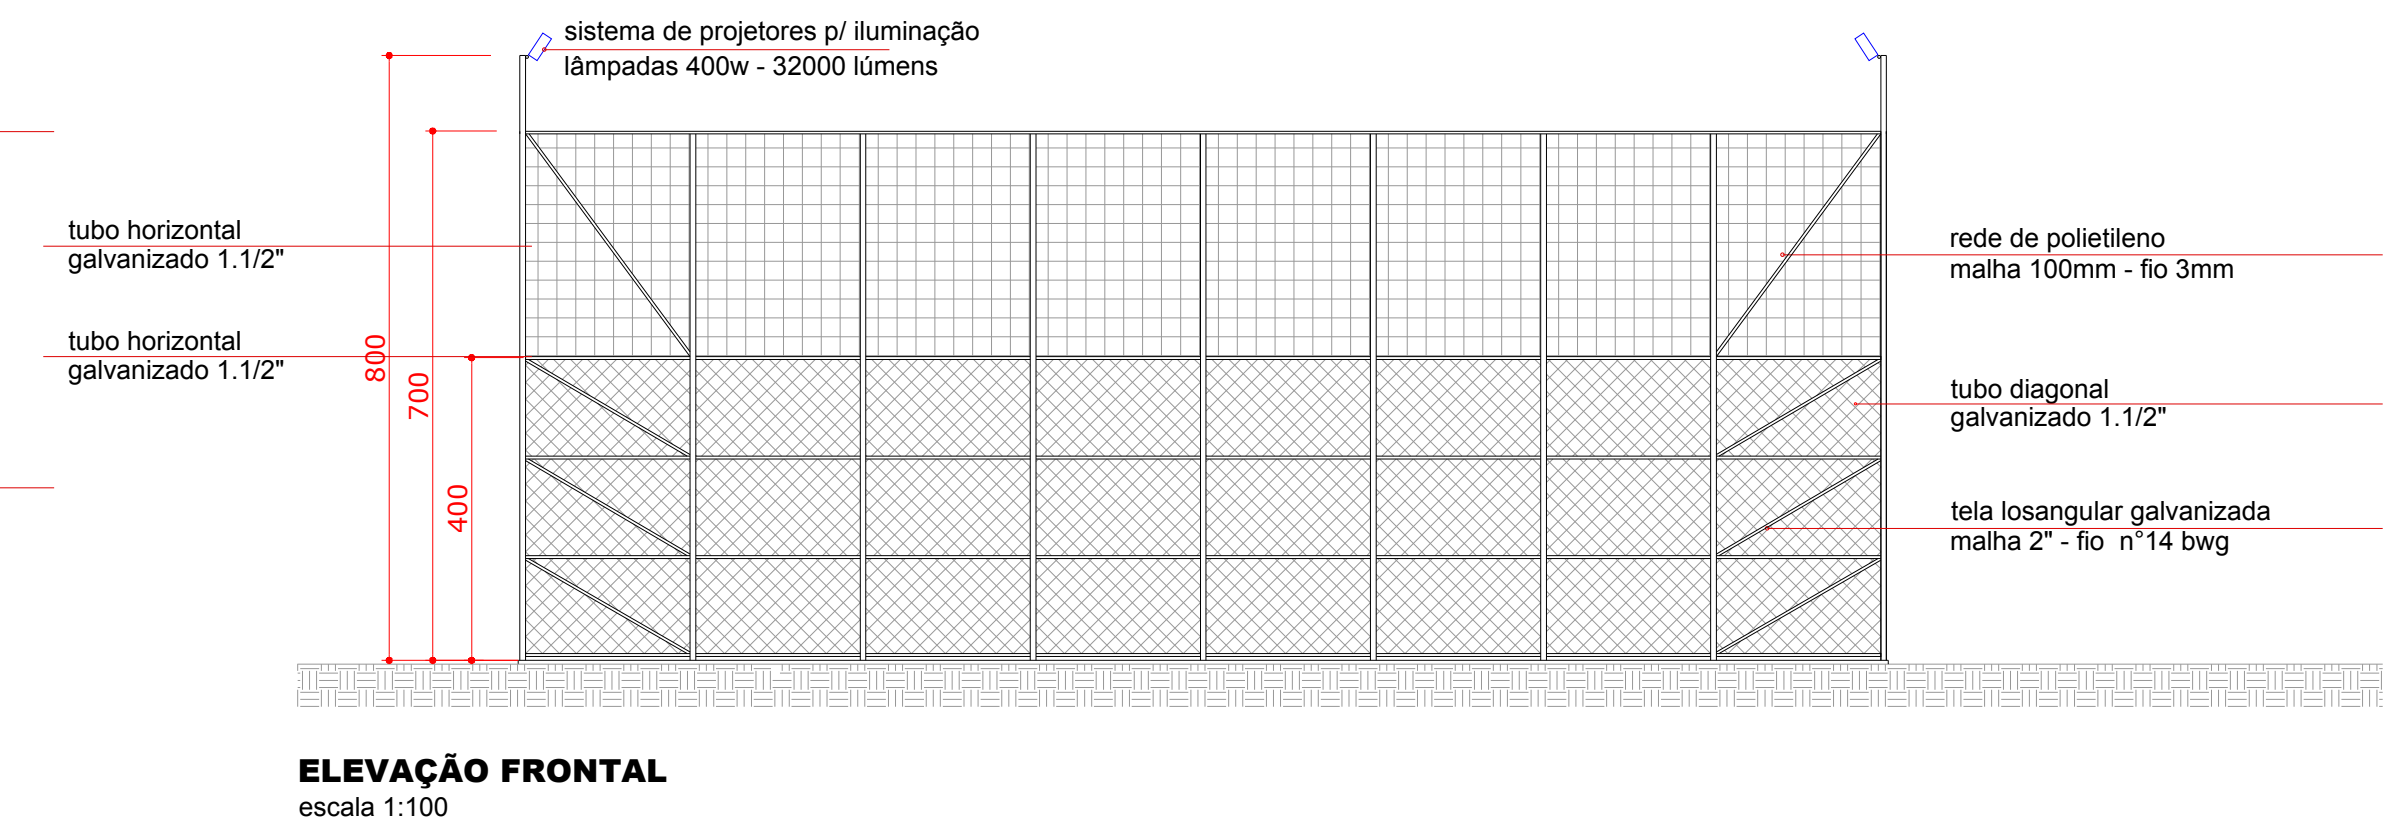 sistema de projetores p/ iluminação
lâmpadas 400w - 32000 lúmens
tubo horizontal
galvanizado 1.1/2"
tubo horizontal
galvanizado 1.1/2"
800
700
400
rede de polietileno
malha 100mm - fio 3mm
tubo diagonal
galvanizado 1.1/2"
tela losangular galvanizada
malha 2" - fio  n°14 bwg
ELEVAÇÃO FRONTAL
escala 1:100